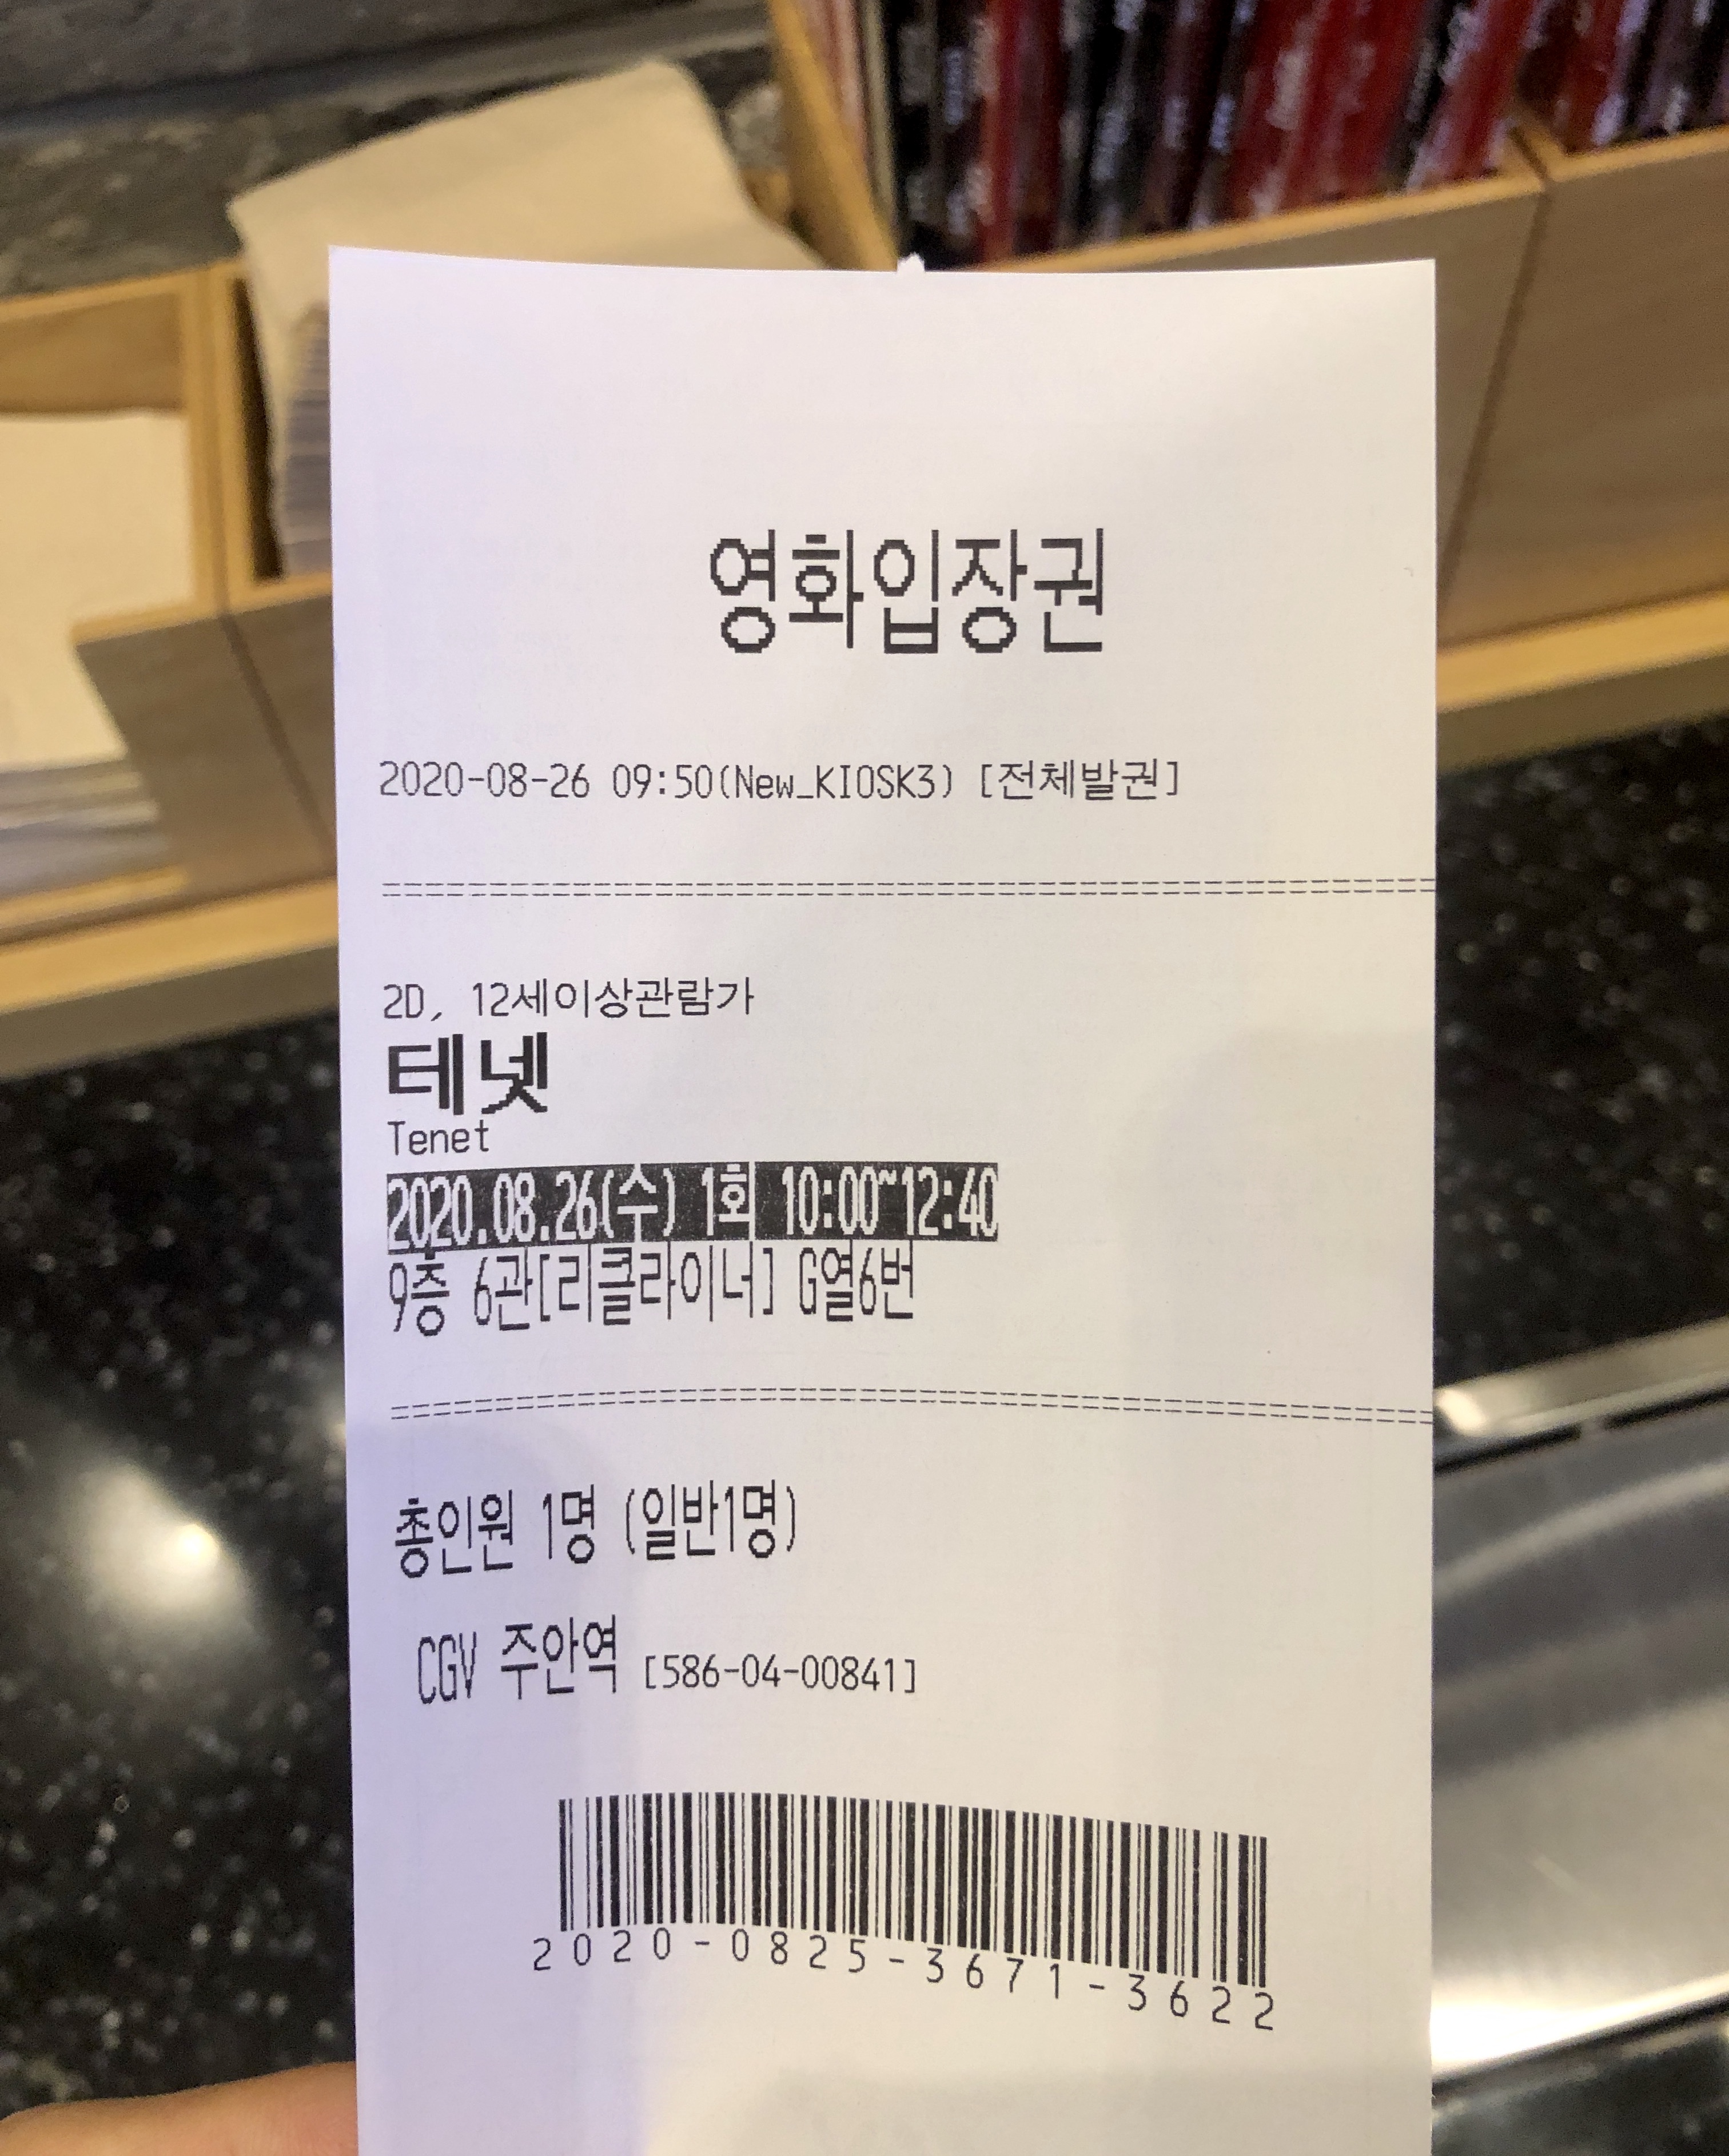 영화입장권
2020-08-26 09:50(New_KIOSK3) [전체발권]
================================================
2D, 12세이상관람가
테넷
Tenet
2020.08.26(수) 1회 10:00~12:40
9층 6관[리클라이너] G열6번
================================================
총인원 1명 (일반1명)
CGV 주안역 [586-04-00841]
2020-0825-3671-3622